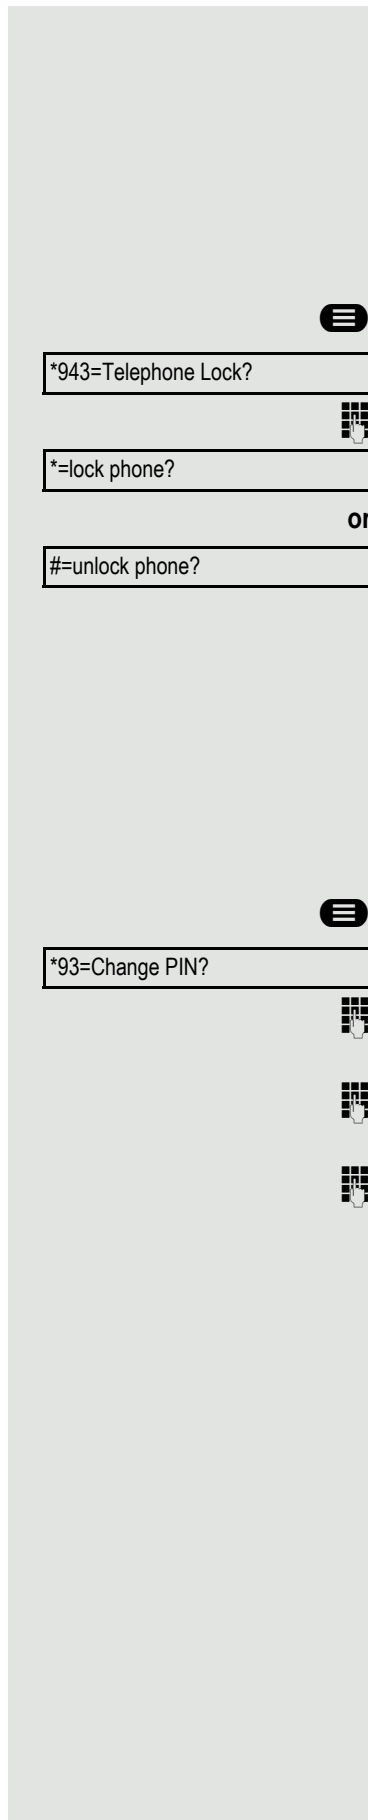 *943=Telephone Lock?
*=lock phone?
or
#=unlock phone?
*93=Change PIN?